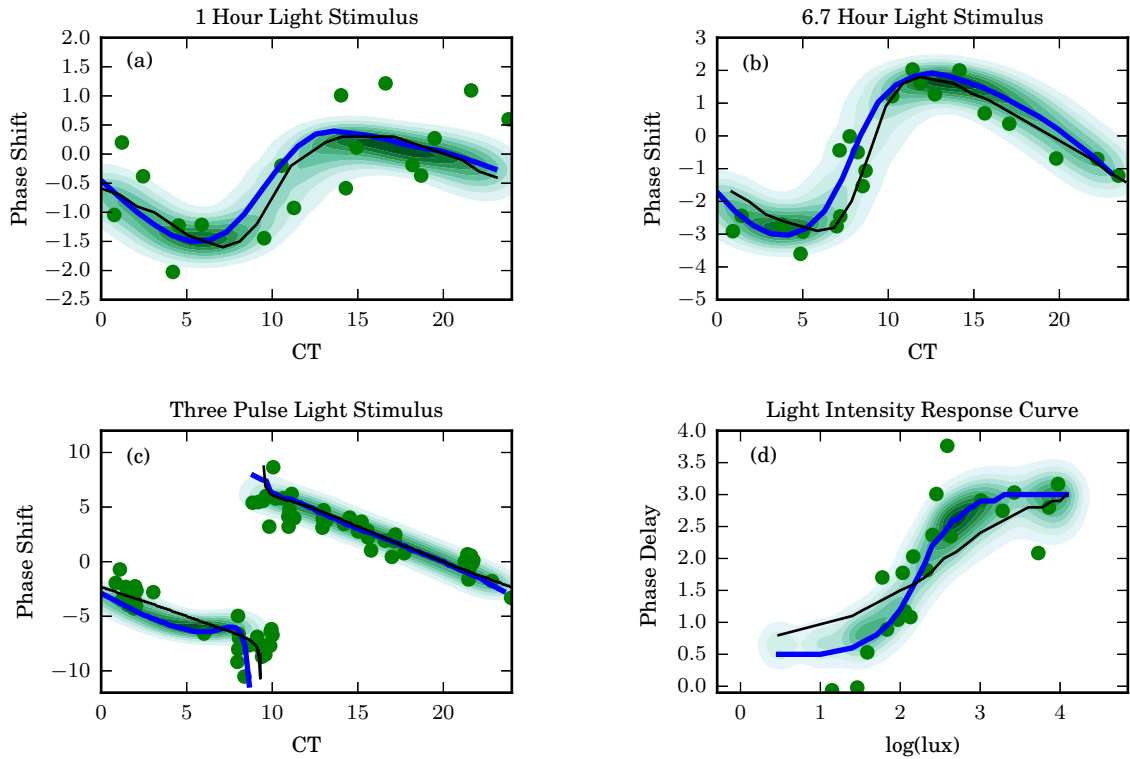 1 Hour Light Stimulus
(a)
2.0
1.5
1.0
0.5
0.0
−0.5
−1.0
−1.5
−2.0
−2.5
Phase Shift
0 5 10 15 20
CT
6.7 Hour Light Stimulus
(b)
3
2
1
0
−1
−2
−3
−4
−5
Phase Shift
0 5 10 15 20
CT
Three Pulse Light Stimulus
(c)
10
5
0
−5
−10
Phase Shift
0 5 10 15 20
CT
Light Intensity Response Curve
(d)
4.0
3.5
3.0
2.5
2.0
1.5
1.0
0.5
0.0
Phase Delay
0 1 2 3 4
log(lux)